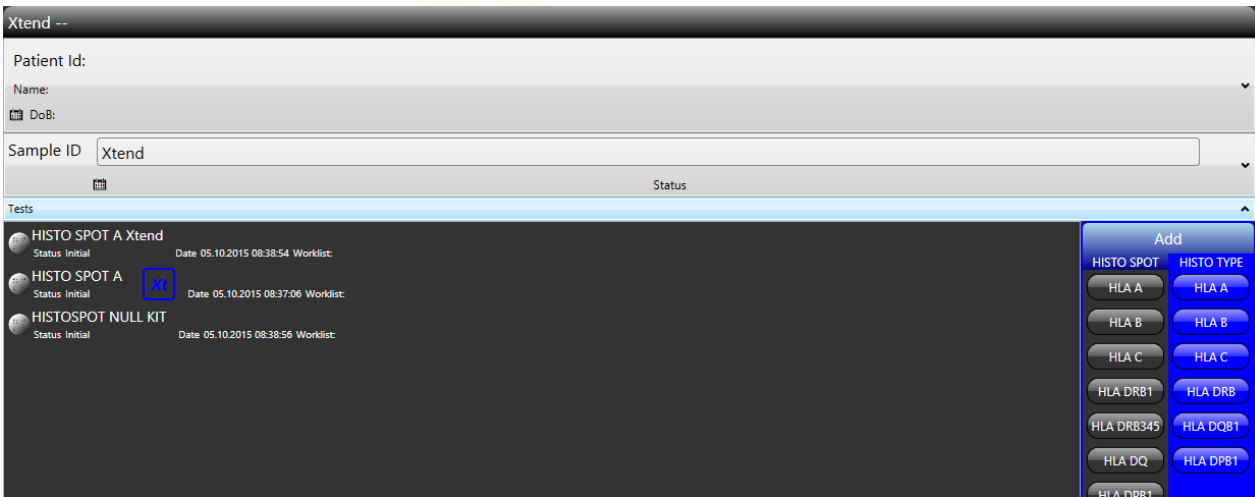 Xtend --
Patient Id:
Name:
DoB:
Sample ID Xtend
Status
Tests
HISTO SPOT A Xtend
Status Initial Date 05.10.2015 08:38:54 Worklist:
HISTO SPOT A Xt
Status Initial Date 05.10.2015 08:37:06 Worklist:
HISTOSPOT NULL KIT
Status Initial Date 05.10.2015 08:38:56 Worklist:
Add
HISTO SPOT HISTO TYPE
HLA A HLA A
HLA B HLA B
HLA C HLA C
HLA DRB1 HLA DRB
HLA DRB345 HLA DQB1
HLA DQ HLA DPB1
HLA DPB1